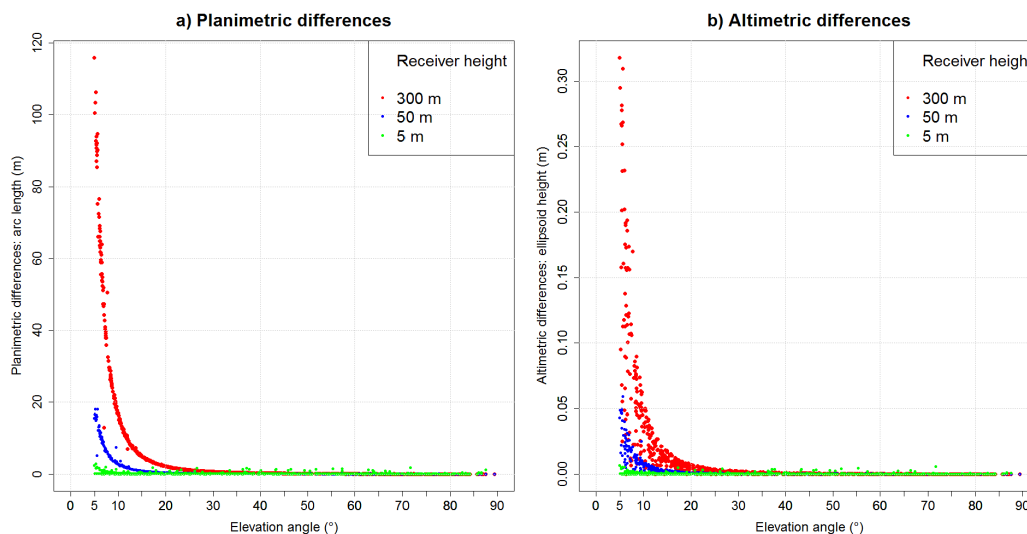 a) Planimetric differences
Planimetric differences: arc length (m)
0
20
40
60
80
100
120
Receiver height
300 m
50 m
5 m
0 5 10 20 30 40 50 60 70 80 90
Elevation angle (°)
b) Altimetric differences
Altimetric differences: ellipsoid height (m)
0.00
0.05
0.10
0.15
0.20
0.25
0.30
Receiver heigh
300 m
50 m
5 m
0 5 10 20 30 40 50 60 70 80 90
Elevation angle (°)